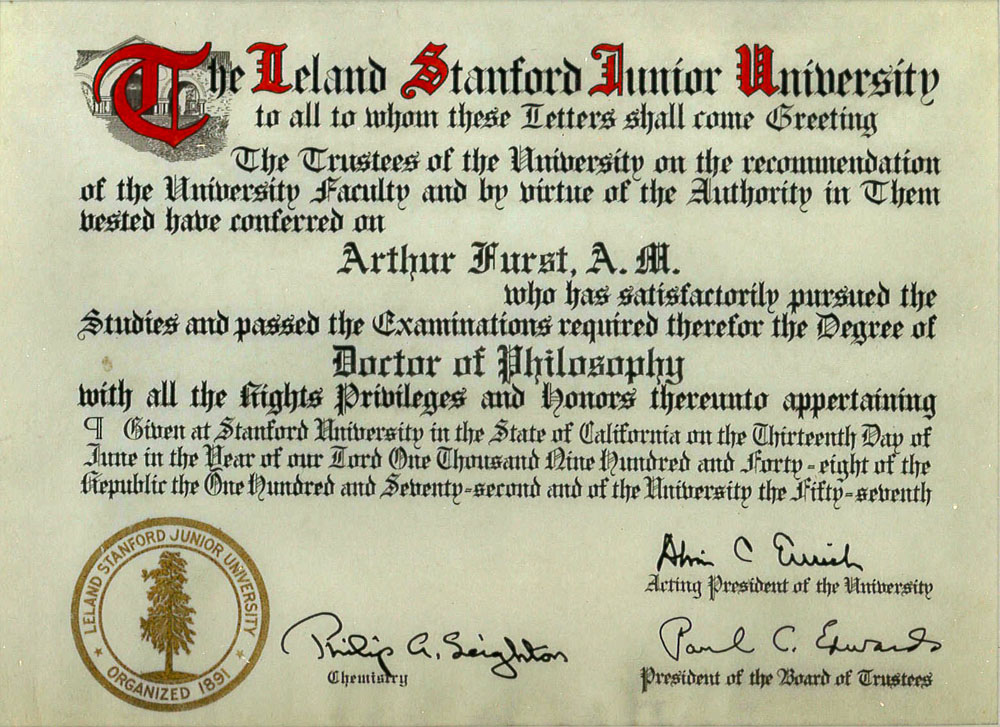 The Leland Stanford Junior University
to all to whom these Letters shall come Greeting
The Trustees of the University on the recommendation
of the University Faculty and by virtue of the Authority in Them
vested have conferred on
Arthur Furst, A. M.
who has satisfactorily pursued the
Studies and passed the Examinations required therefor the Degree of
Doctor of Philosophy
with all the Rights Privileges and Honors thereunto appertaining
¶ Given at Stanford University in the State of California on the Thirteenth Day of
June in the Year of our Lord One Thousand Nine Hundred and Forty-eight of the
Republic the One Hundred and Seventy-second and of the University the Fifty-seventh
LELAND STANFORD JUNIOR UNIVERSITY
ORGANIZED 1891
Philip A. Leighton
Chemistry
Alvin C Eurich
Acting President of the University
Paul C. Edwards
President of the Board of Trustees